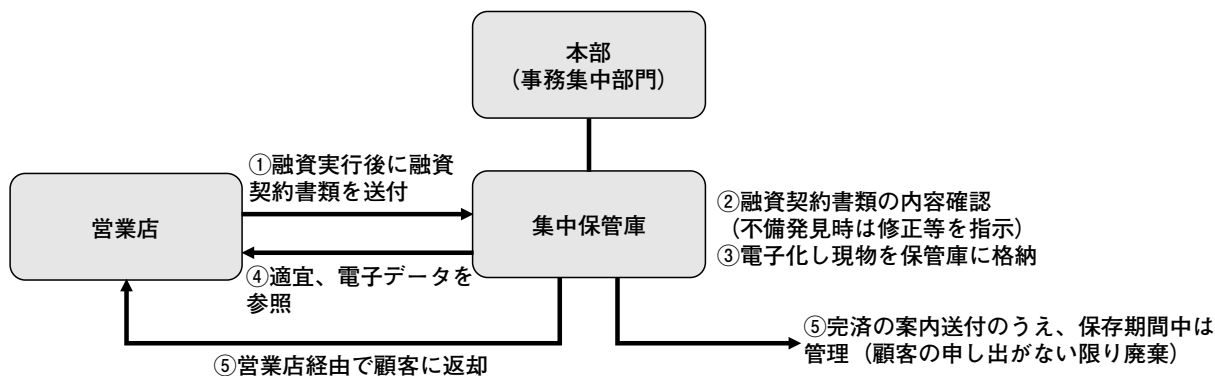 本部
（事務集中部門）
①融資実行後に融資
契約書類を送付
営業店
集中保管庫
②融資契約書類の内容確認
（不備発見時は修正等を指示）
③電子化し現物を保管庫に格納
④適宜、電子データを
参照
⑤営業店経由で顧客に返却
⑤完済の案内送付のうえ、保存期間中は
管理（顧客の申し出がない限り廃棄）